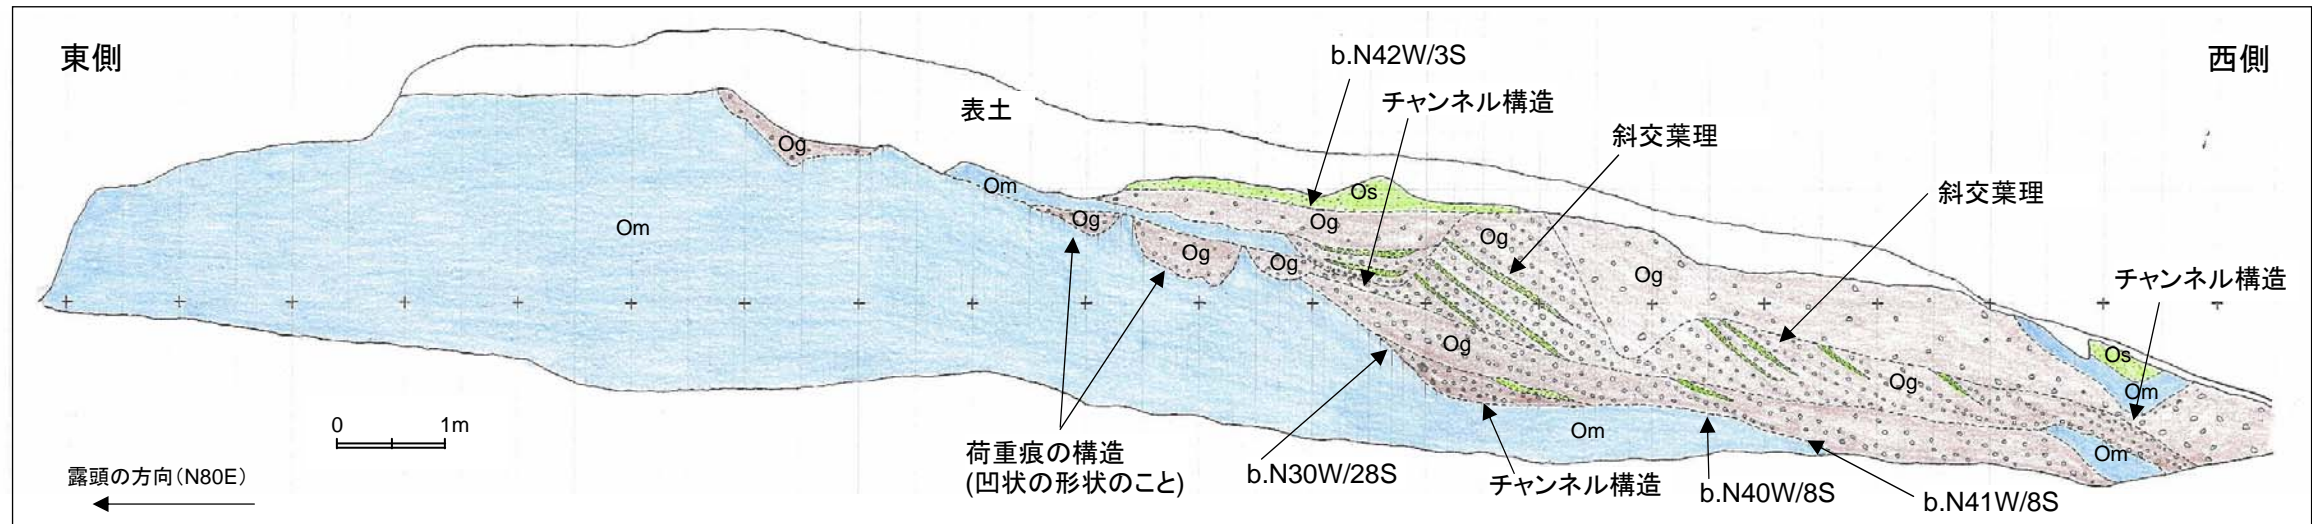 東側
西側
b.N42W/3S
チャンネル構造
斜交葉理
斜交葉理
チャンネル構造
表土
Og
Om
Os
Og
Og
Og
Og
Om
Og
Og
Og
Og
Og
Os
Om
Om
Om
0 1m
荷重痕の構造
(凹状の形状のこと)
b.N30W/28S
チャンネル構造
b.N40W/8S
b.N41W/8S
露頭の方向(N80E)